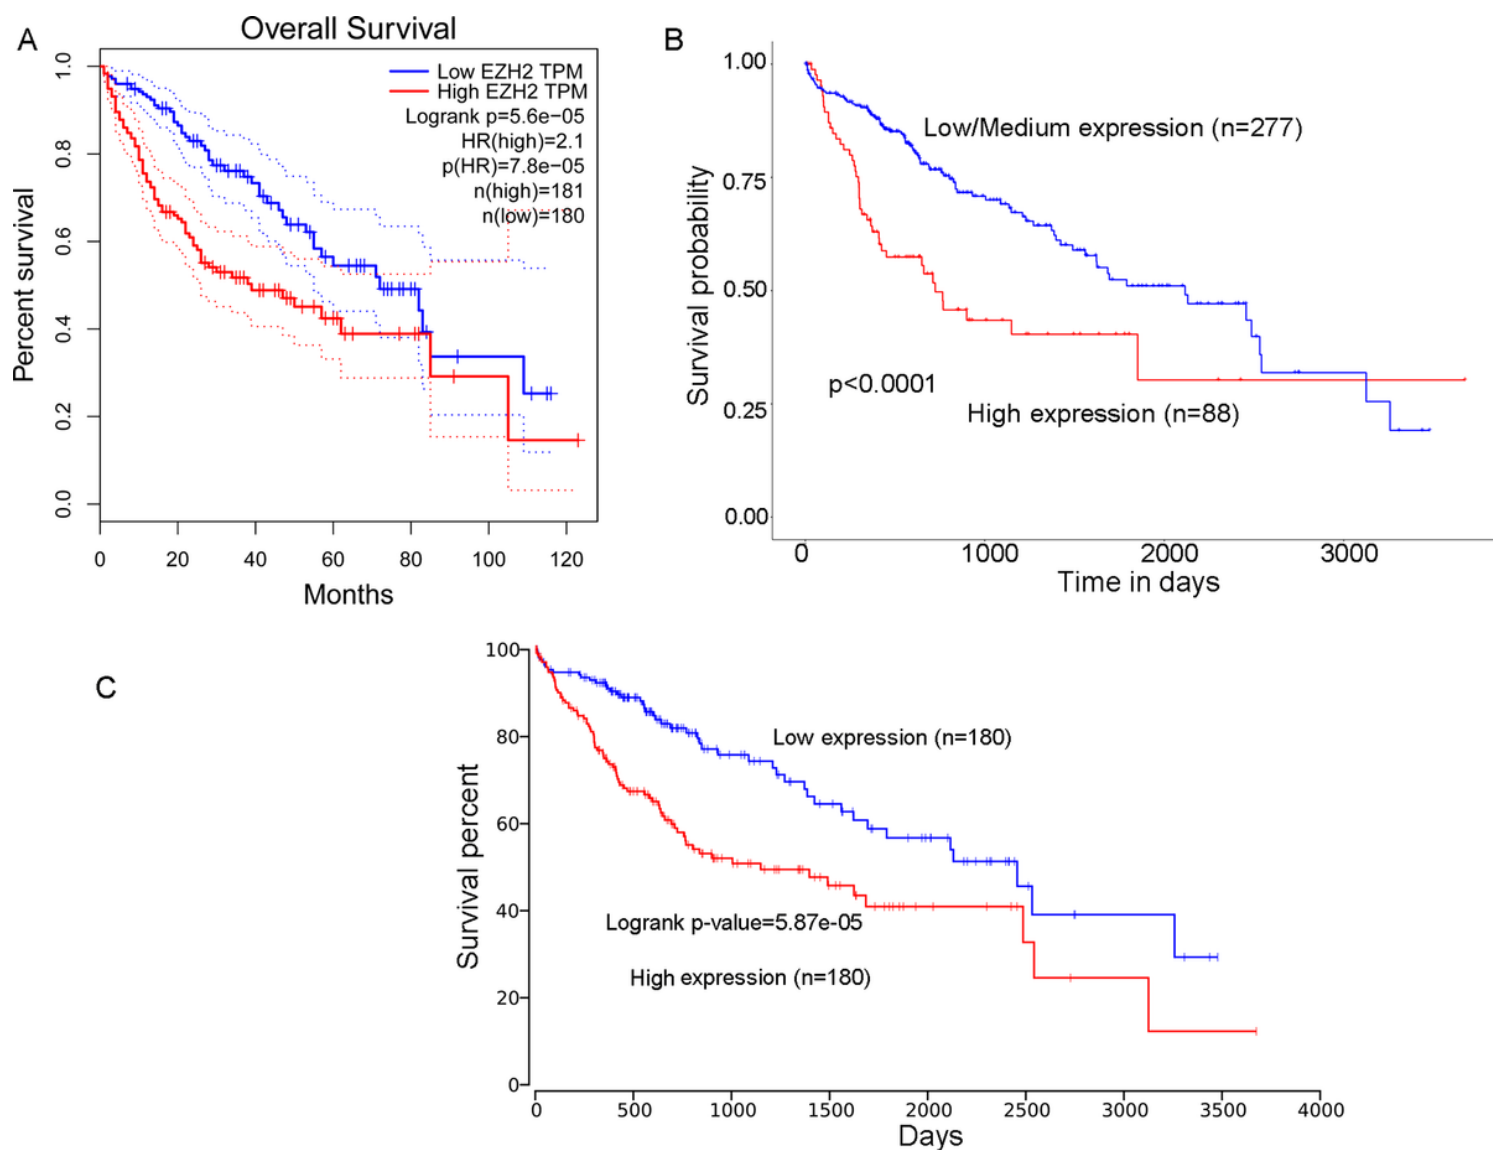 A
Overall Survival
Percent survival
1.0
0.8
0.6
0.4
0.2
0.0
Low EZH2 TPM
High EZH2 TPM
Logrank p=5.6e−05
HR(high)=2.1
p(HR)=7.8e−05
n(high)=181
n(low)=180
0 20 40 60 80 100 120
Months
B
Survival probability
1.00
0.75
0.50
0.25
0.00
Low/Medium expression (n=277)
p<0.0001
High expression (n=88)
0 1000 2000 3000
Time in days
C
Survival percent
100
80
60
40
20
0
Low expression (n=180)
Logrank p-value=5.87e-05
High expression (n=180)
0 500 1000 1500 2000 2500 3000 3500 4000
Days